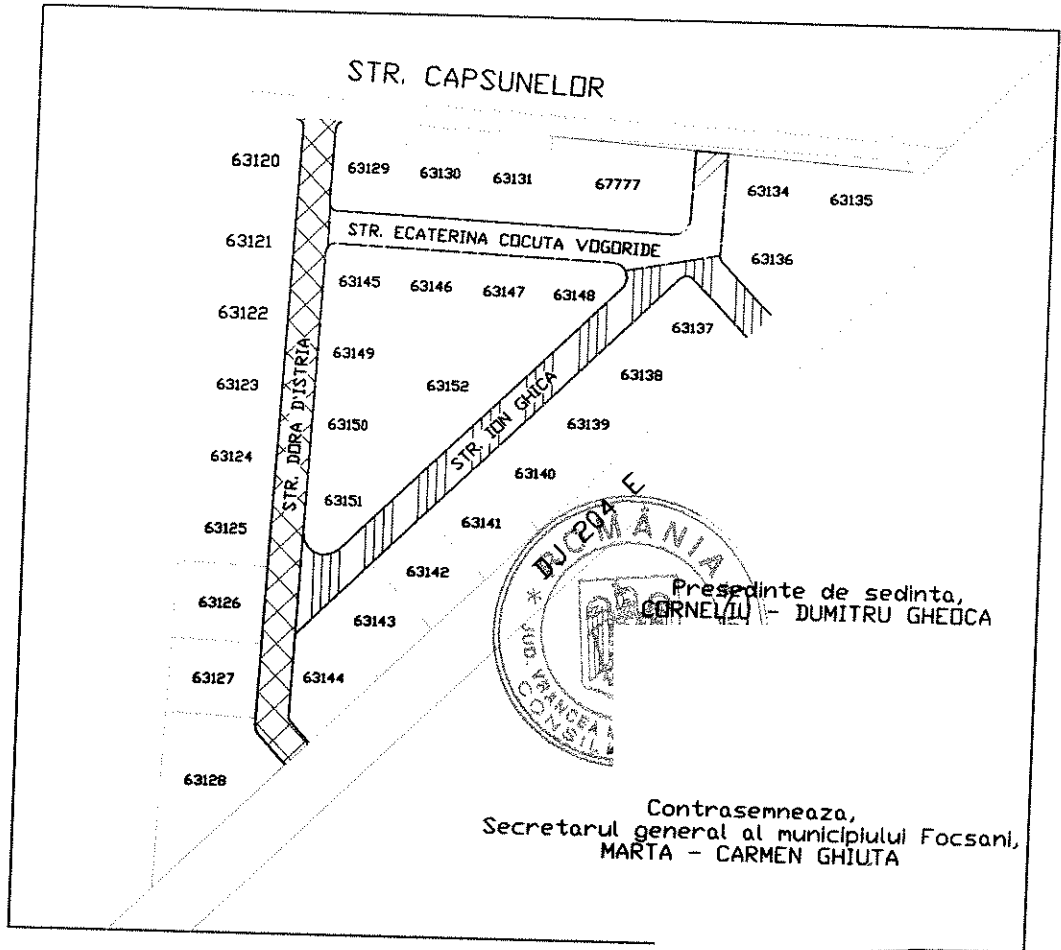 STR. CAPSUNELOR
63120
63129
63130
63131
67777
63134
63135
63121
STR. ECATERINA COCUTA VOGORIDE
63136
63145
63146
63147
63148
63122
63137
63149
63138
63123
63152
STR. DORA D'ISTRIA
STR. ION GHICA
63150
63139
63124
63140
63151
63125
63141
DJ 204 E
63142
ROMÂNIA
63126
63143
Presedinte de sedinta,
CORNELIU - DUMITRU GHEOCA
63127
63144
* JUD. VRANCEA
63128
Contrasemneaza,
Secretarul general al municipiului Focsani,
MARTA - CARMEN GHIUTA